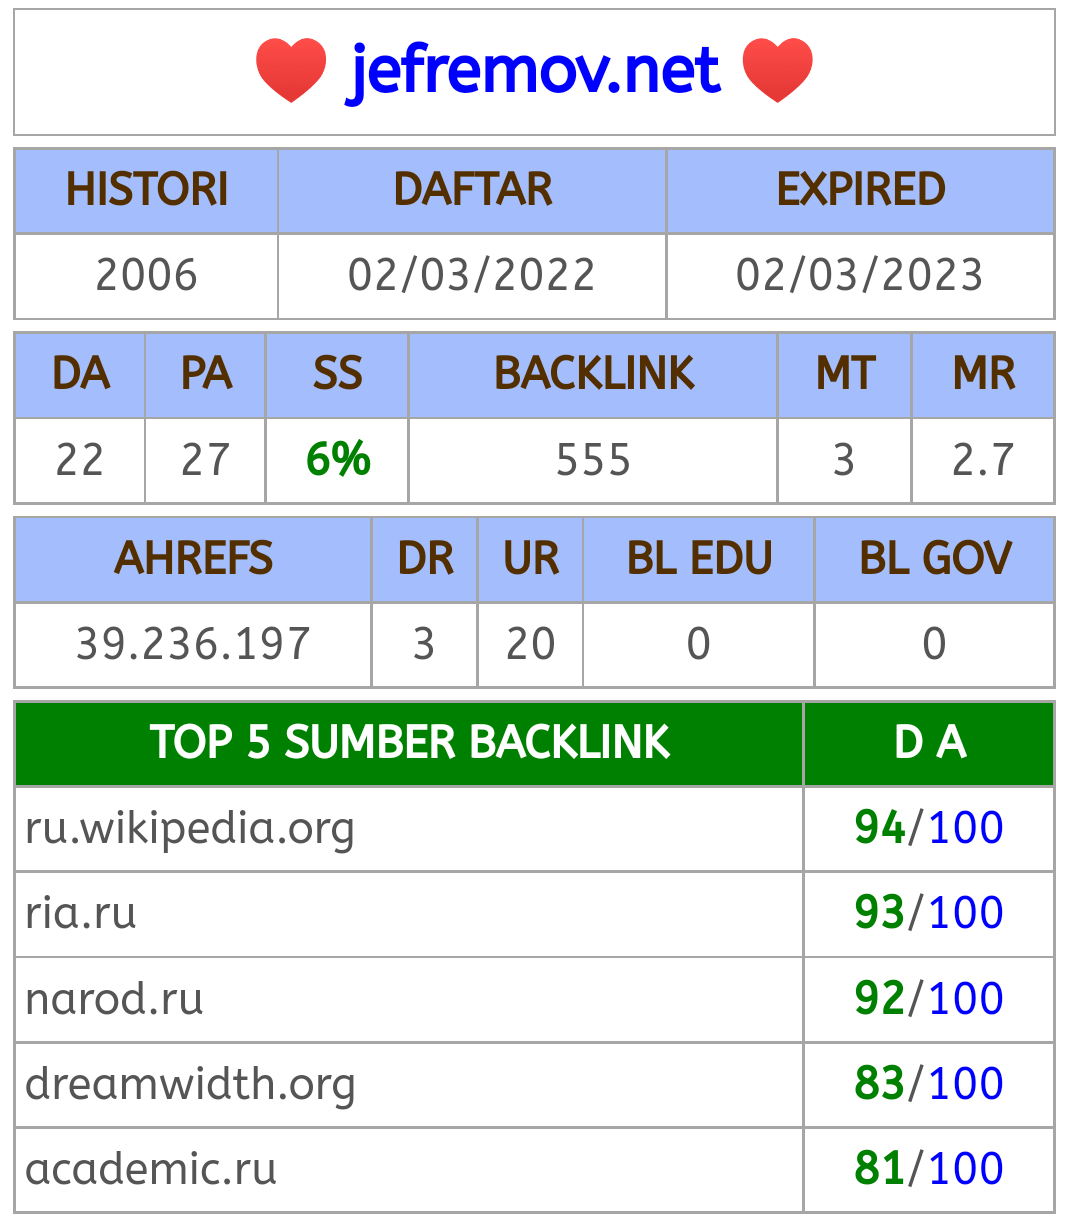 jefremov.net
HISTORI DAFTAR EXPIRED
2006 02/03/2022 02/03/2023
DA PA SS BACKLINK MT MR
22 27 6% 555 3 2.7
AHREFS DR UR BL EDU BL GOV
39.236.197 3 20 0 0
TOP 5 SUMBER BACKLINK D A
ru.wikipedia.org 94/100
ria.ru 93/100
narod.ru 92/100
dreamwidth.org 83/100
academic.ru 81/100